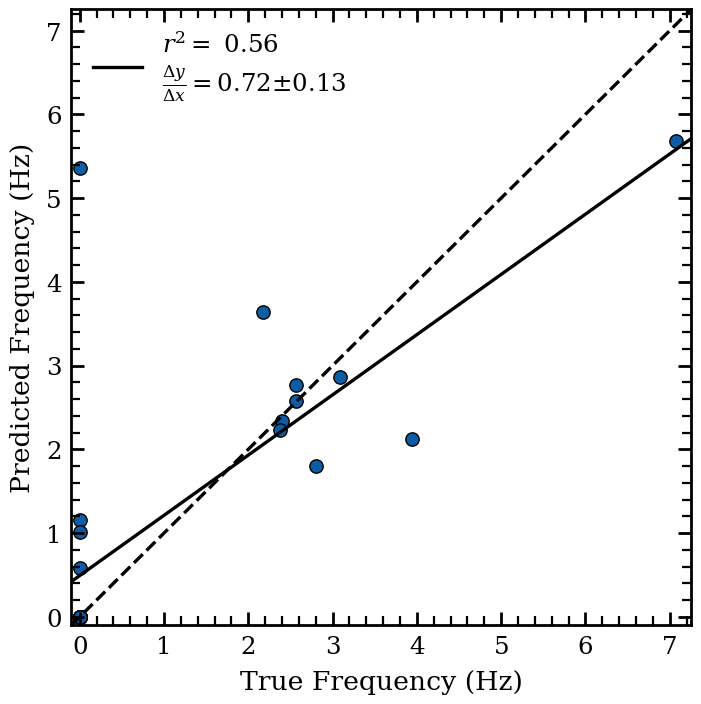 r² = 0.56
Δy/Δx = 0.72±0.13
7
6
5
4
3
2
1
0
Predicted Frequency (Hz)
0 1 2 3 4 5 6 7
True Frequency (Hz)